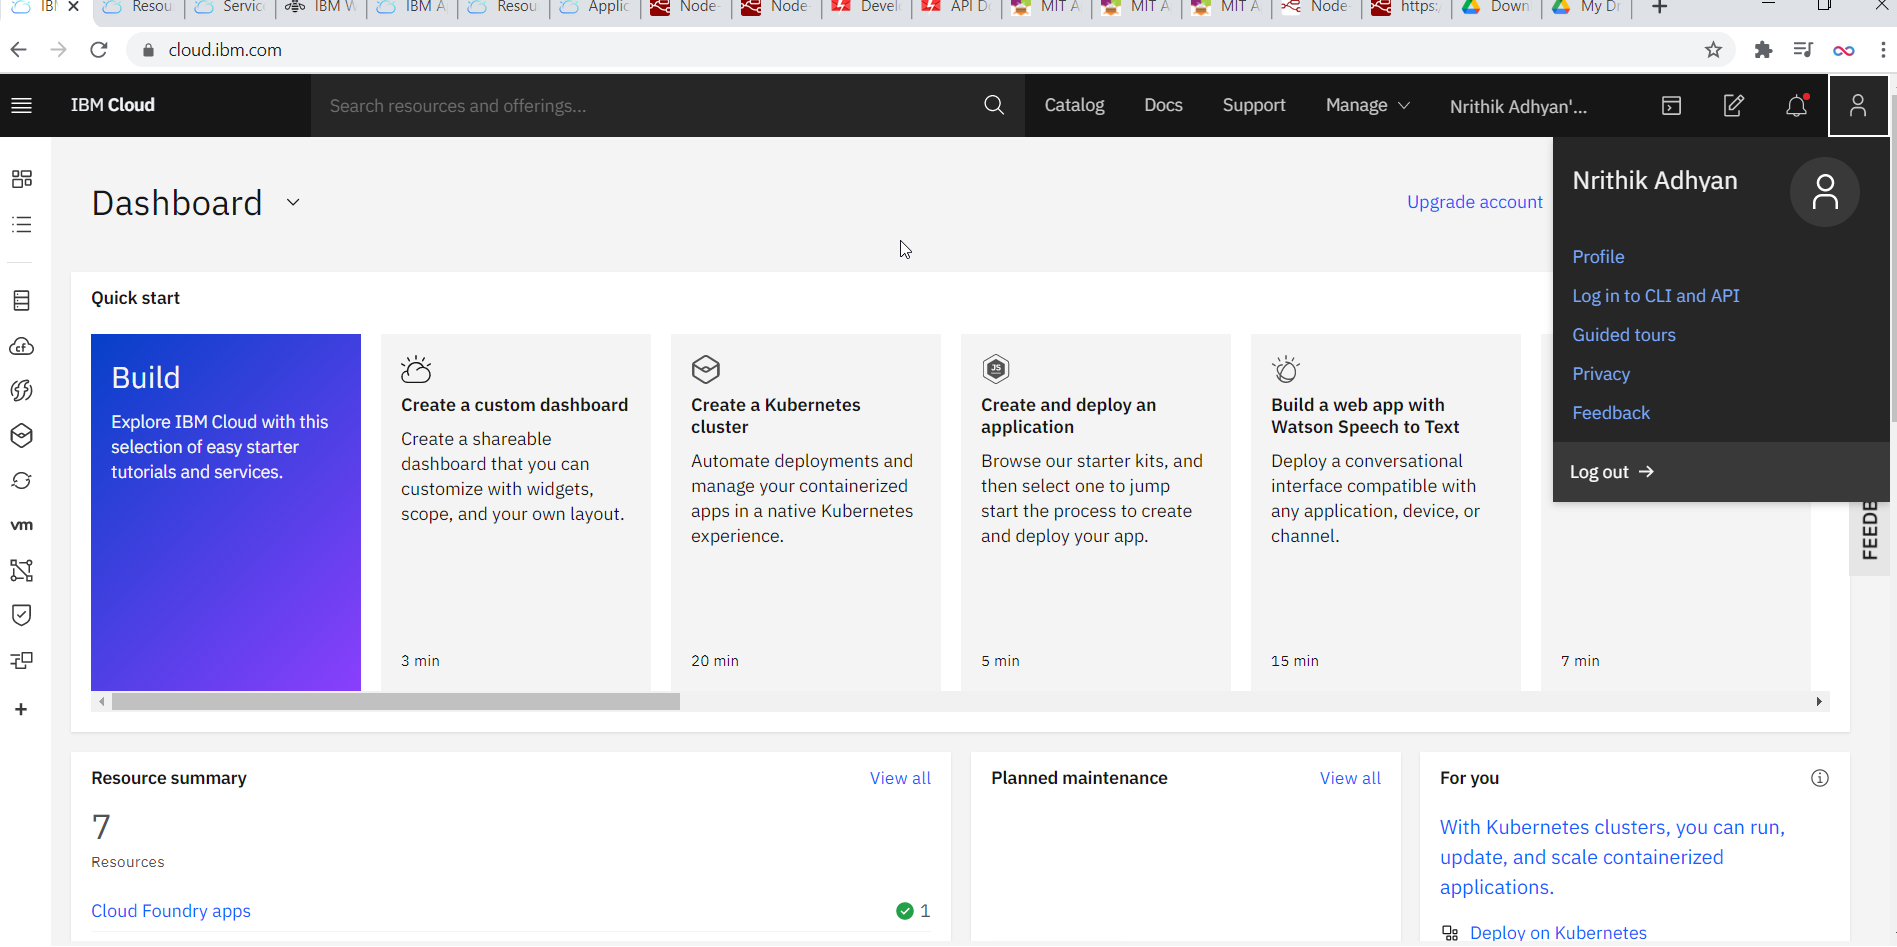 IBM
Resou
Servic
IBM W
IBM A
Resou
Applic
Node-
Node-
Devel
API D
MIT A
MIT A
MIT A
Node-
https:/
Down
My Dr
cloud.ibm.com
IBM Cloud
Search resources and offerings...
Catalog
Docs
Support
Manage
Nrithik Adhyan'...
Dashboard
Upgrade account
Nrithik Adhyan
Profile
Log in to CLI and API
Guided tours
Privacy
Feedback
Log out
FEEDB
Quick start
Build
Explore IBM Cloud with this
selection of easy starter
tutorials and services.
Create a custom dashboard
Create a shareable
dashboard that you can
customize with widgets,
scope, and your own layout.
3 min
Create a Kubernetes
cluster
Automate deployments and
manage your containerized
apps in a native Kubernetes
experience.
20 min
JS
Create and deploy an
application
Browse our starter kits, and
then select one to jump
start the process to create
and deploy your app.
5 min
Build a web app with
Watson Speech to Text
Deploy a conversational
interface compatible with
any application, device, or
channel.
15 min
7 min
cf
vm
Resource summary
View all
7
Resources
Cloud Foundry apps
1
Planned maintenance
View all
For you
With Kubernetes clusters, you can run,
update, and scale containerized
applications.
Deploy on Kubernetes